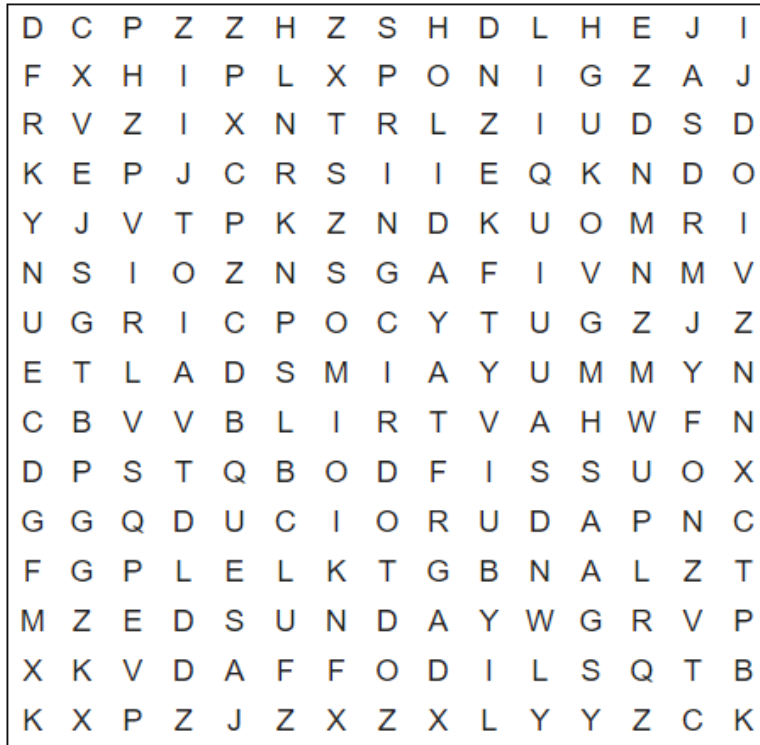 D C P Z Z H Z S H D L H E J I
F X H I P L X P O N I G Z A J
R V Z I X N T R L Z I U D S D
K E P J C R S I I E Q K N D O
Y J V T P K Z N D K U O M R I
N S I O Z N S G A F I V N M V
U G R I C P O C Y T U G Z J Z
E T L A D S M I A Y U M M Y N
C B V V B L I R T V A H W F N
D P S T Q B O D F I S S U O X
G G Q D U C I O R U D A P N C
F G P L E L K T G B N A L Z T
M Z E D S U N D A Y W G R V P
X K V D A F F O D I L S Q T B
K X P Z J Z X Z X L Y Y Z C K